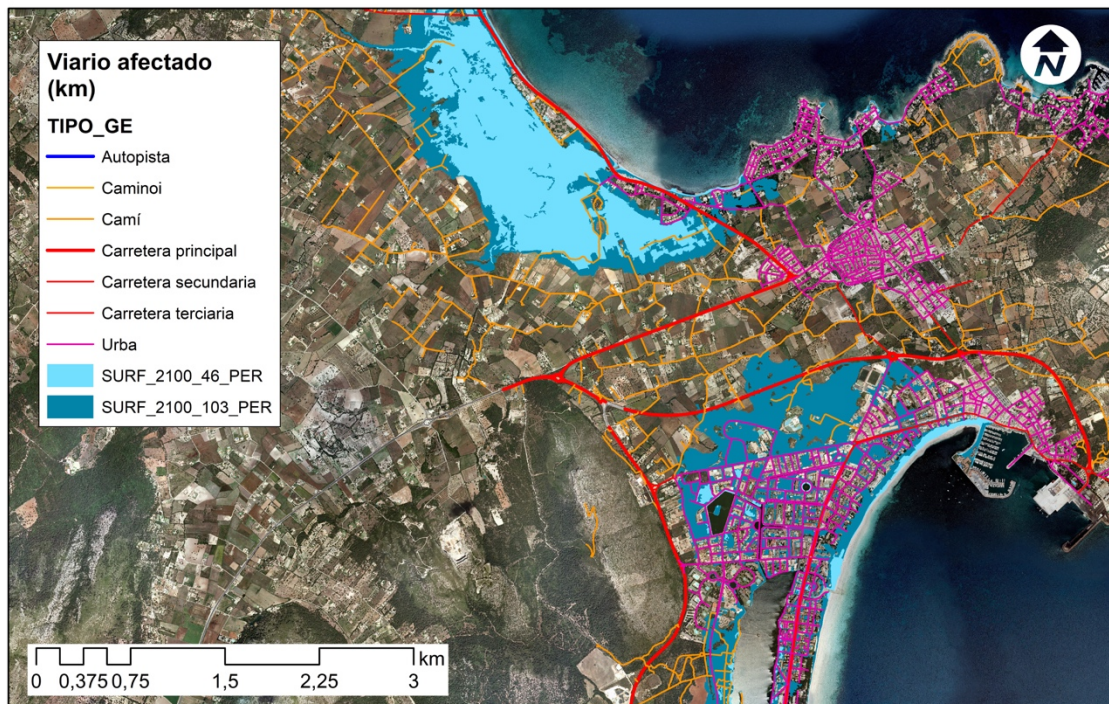 Viario afectado
(km)
TIPO_GE
Autopista
Caminoi
Camí
Carretera principal
Carretera secundaria
Carretera terciaria
Urba
SURF_2100_46_PER
SURF_2100_103_PER
N
km
0 0,375 0,75 1,5 2,25 3